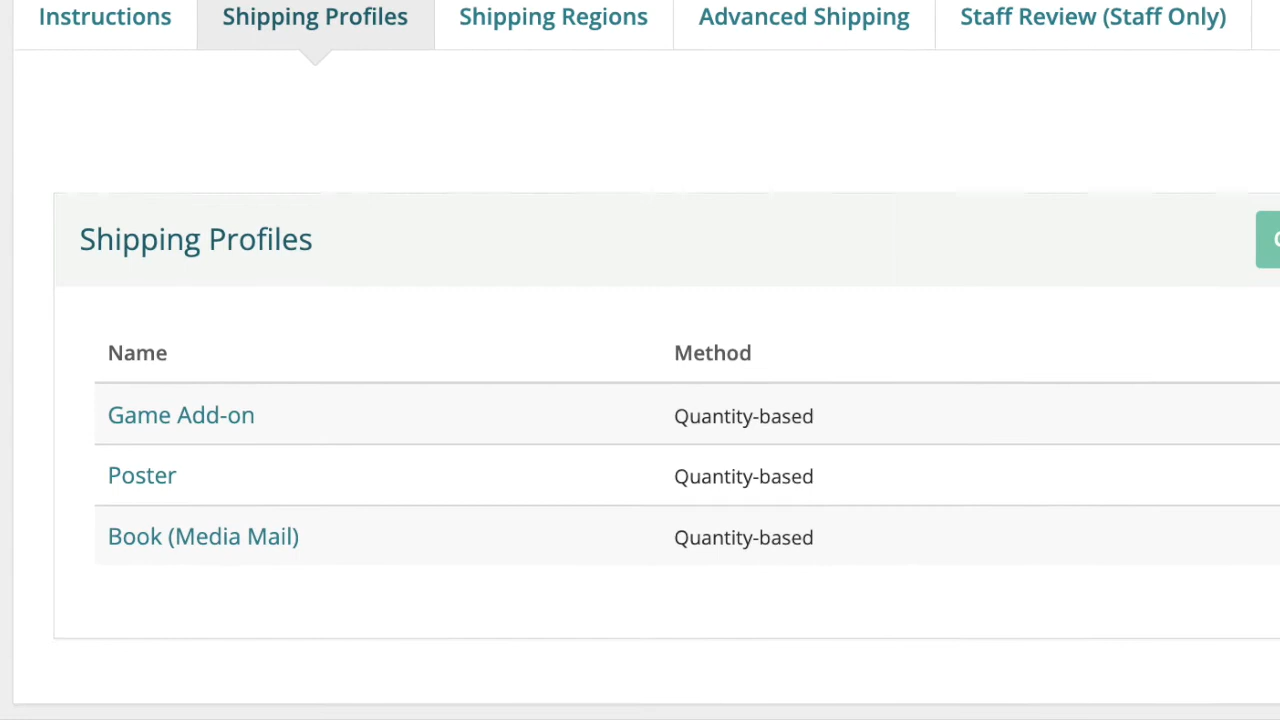 Instructions Shipping Profiles Shipping Regions Advanced Shipping Staff Review (Staff Only)
Shipping Profiles
Name Method
Game Add-on Quantity-based
Poster Quantity-based
Book (Media Mail) Quantity-based